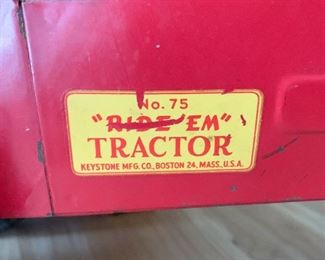 No. 75
"RIDE 'EM"
TRACTOR
KEYSTONE MFG. CO., BOSTON 24, MASS., U.S.A.